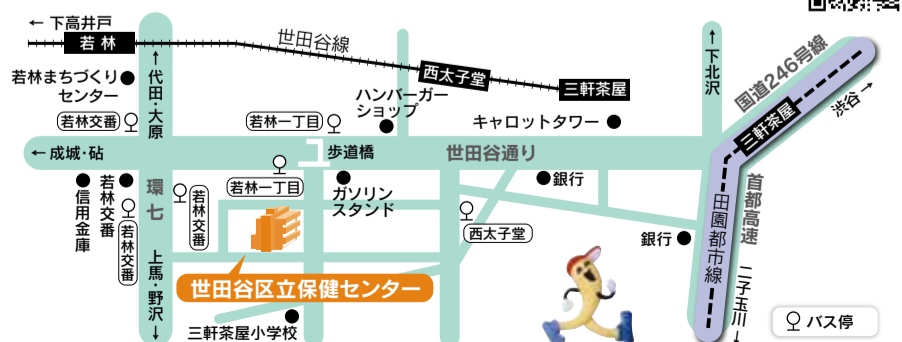 ← 下高井戸
若林
世田谷線
西太子堂
三軒茶屋
若林まちづくり
センター
↑ 代田・大原
若林交番
若林一丁目
ハンバーガー
ショップ
キャロットタワー
↑ 下北沢
国道246号線
渋谷 →
三軒茶屋
← 成城・砧
歩道橋
世田谷通り
信用金庫
若林交番
若林交番
環七
若林交番
若林一丁目
ガソリン
スタンド
銀行
西太子堂
銀行
田園都市線
首都高速
二子玉川 →
上馬・野沢 →
世田谷区立保健センター
三軒茶屋小学校
バス停